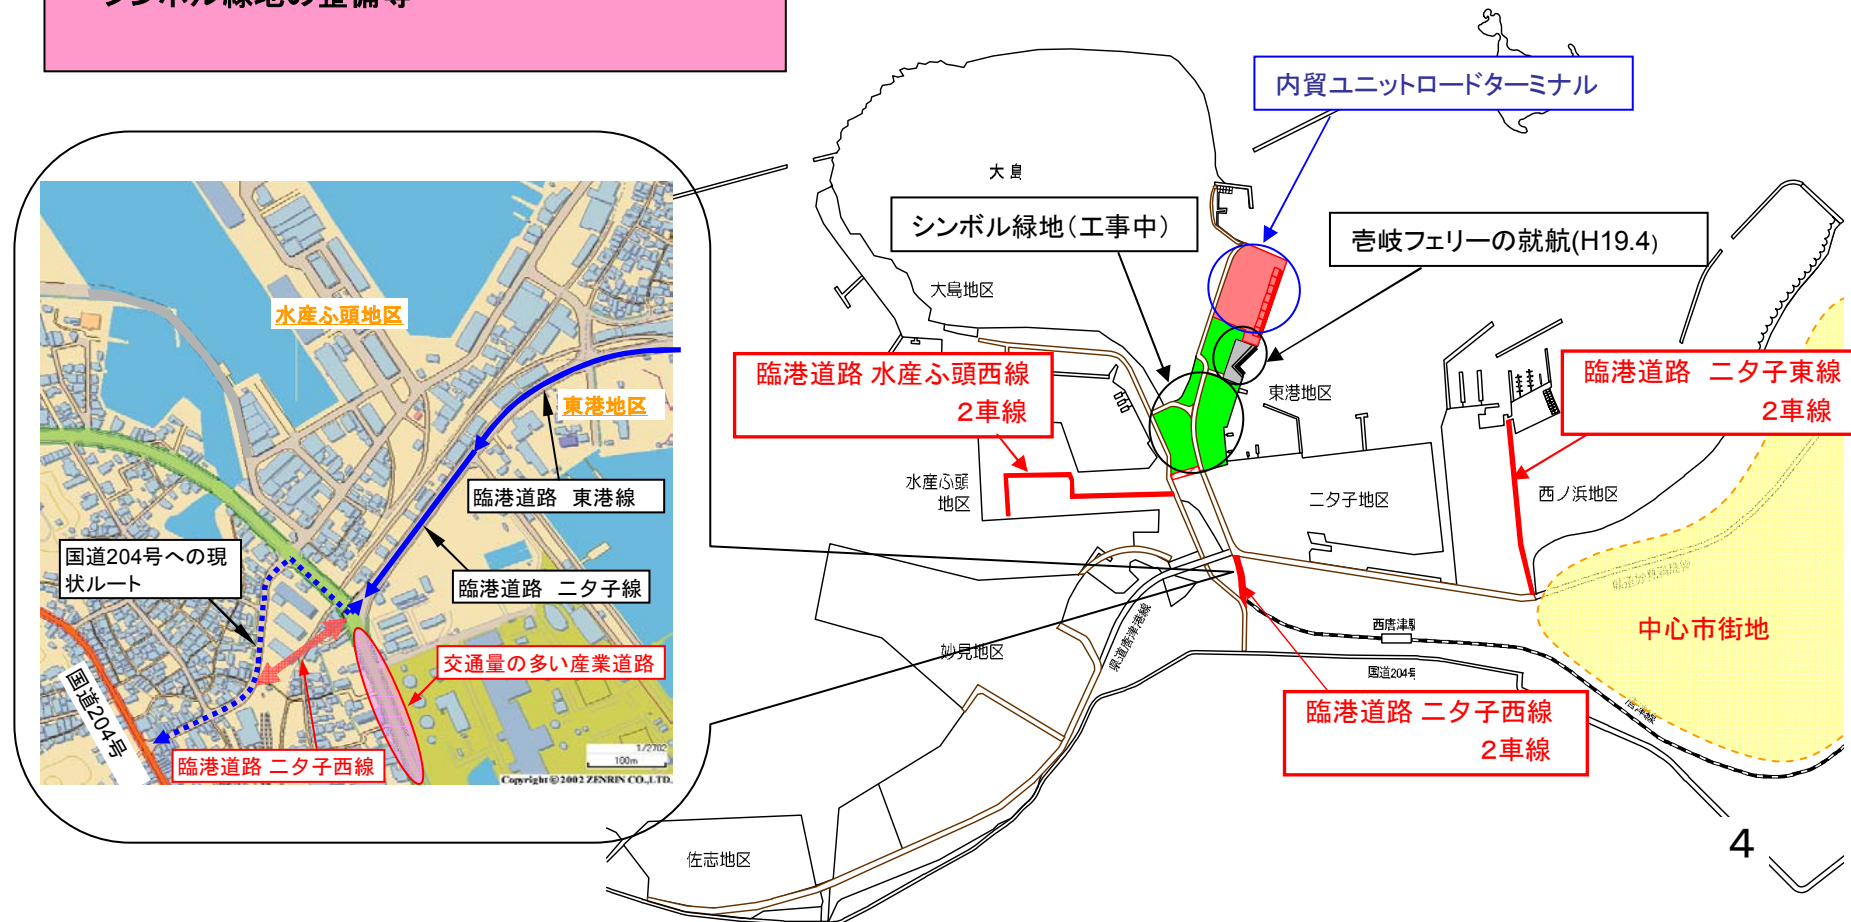 シンボル緑地の整備等
内貿ユニットロードターミナル
大島
シンボル緑地(工事中)
壱岐フェリーの就航(H19.4)
大島地区
水産ふ頭地区
臨港道路 水産ふ頭西線
2車線
臨港道路 二タ子東線
2車線
東港地区
東港地区
水産ふ頭
地区
二タ子地区
西ノ浜地区
臨港道路 東港線
国道204号への現
状ルート
臨港道路 二タ子線
県道唐津港線
西唐津駅
中心市街地
妙見地区
交通量の多い産業道路
国道204号
国道204号
臨港道路 二タ子西線
2車線
臨港道路 二タ子西線
1/2702
100m
Copyright©2002 ZENRIN CO.,LTD.
佐志地区
4